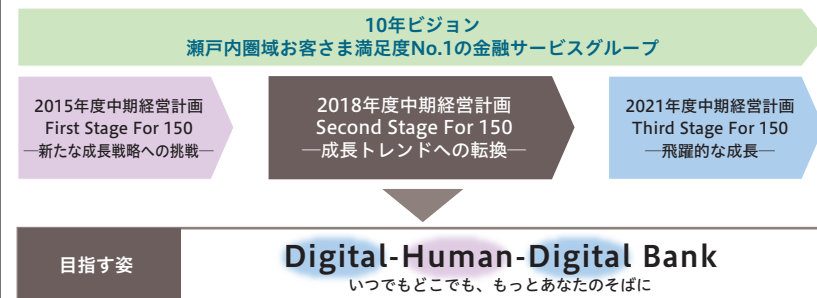 10年ビジョン
瀬戸内圏域お客さま満足度No.1の金融サービスグループ
2015年度中期経営計画
First Stage For 150
―新たな成長戦略への挑戦―
2018年度中期経営計画
Second Stage For 150
―成長トレンドへの転換―
2021年度中期経営計画
Third Stage For 150
―飛躍的な成長―
目指す姿
Digital-Human-Digital Bank
いつでもどこでも、もっとあなたのそばに